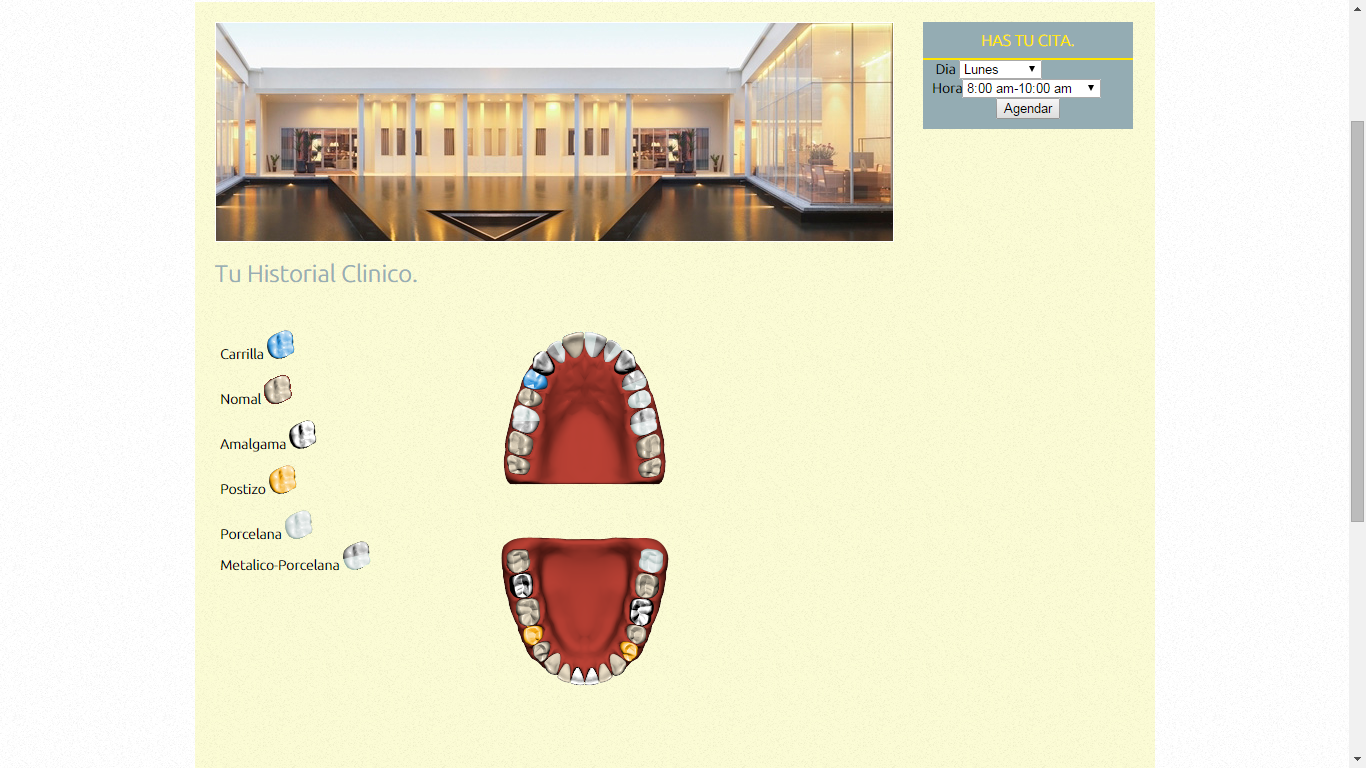 HAS TU CITA.
Dia Lunes
Hora 8:00 am-10:00 am
Agendar
Tu Historial Clinico.
Carrilla
Nomal
Amalgama
Postizo
Porcelana
Metalico-Porcelana